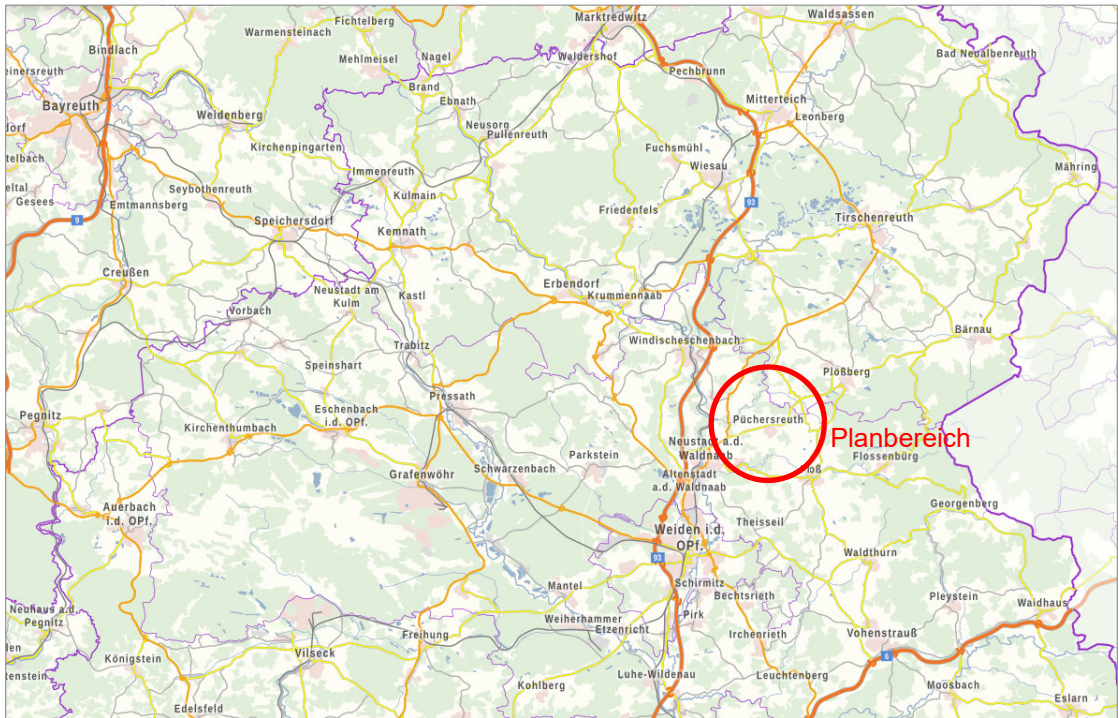 Fichtelberg
Marktredwitz
Waldsassen
Warmensteinach
Bindlach
Mehlmeisel
Nagel
Waldershof
Bad Neualbenreuth
Pechbrunn
Brand
Bayreuth
Ebnath
Mitterteich
Weidenberg
Leonberg
Neusorg
Pullenreuth
Kirchenpingarten
Fuchsmühl
Wiesau
Mähring
Immenreuth
Seybothenreuth
Kulmain
Gesees
Emtmannsberg
93
Friedenfels
Tirschenreuth
9
Speichersdorf
Kemnath
Creußen
Erbendorf
Neustadt am
Kulm
Kastl
Krummennaab
Vorbach
Bärnau
Trabitz
Windischeschenbach
Speinshart
Plößberg
Pressath
Pegnitz
Eschenbach
i.d. OPf.
Püchersreuth
Kirchenthumbach
Planbereich
Neustadt a.d.
Waldnaab
Parkstein
Flossenbürg
Grafenwöhr
Schwarzenbach
Altenstadt
a.d. Waldnaab
Georgenberg
Auerbach
i.d. OPf.
Theisseil
Weiden i.d.
OPf.
Waldthurn
93
Schirmitz
Mantel
Bechtsrieth
Pleystein
Waidhaus
Neuhaus a.d.
Pegnitz
Weiherhammer
Pirk
Etzenricht
Irchenrieth
Vohenstrauß
Freihung
Vilseck
6
Königstein
Luhe-Wildenau
Leuchtenberg
Kohlberg
Moosbach
Edelsfeld
Eslarn